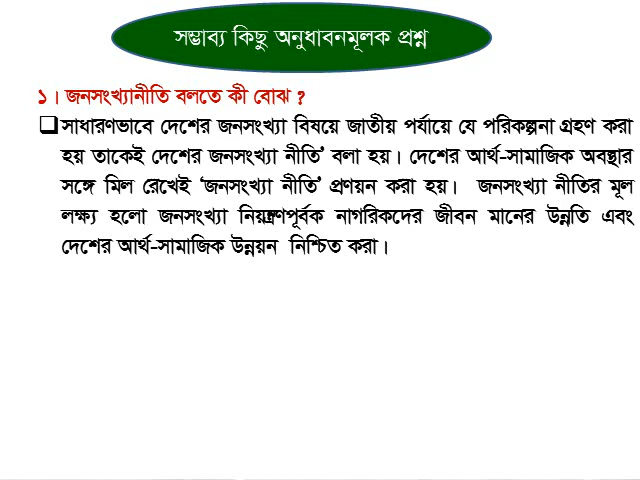 সম্ভাব্য কিছু অনুধাবনমূলক প্রশ্ন
১। জনসংখ্যানীতি বলতে কী বোঝ ?
সাধারণভাবে দেশের জনসংখ্যা বিষয়ে জাতীয় পর্যায়ে যে পরিকল্পনা গ্রহণ করা
হয় তাকেই দেশের জনসংখ্যা নীতি’ বলা হয়। দেশের আর্থ-সামাজিক অবস্থার
সঙ্গে মিল রেখেই ‘জনসংখ্যা নীতি’ প্রণয়ন করা হয়। জনসংখ্যা নীতির মূল
লক্ষ্য হলো জনসংখ্যা নিয়ন্ত্রণপূর্বক নাগরিকদের জীবন মানের উন্নতি এবং
দেশের আর্থ-সামাজিক উন্নয়ন নিশ্চিত করা।